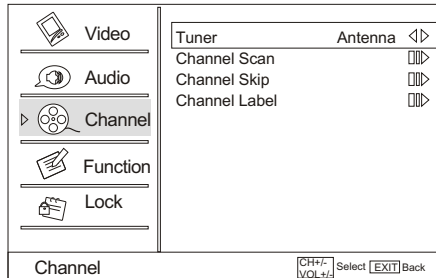 Video
Audio
Channel
Function
Lock
Tuner Antenna
Channel Scan
Channel Skip
Channel Label
Channel
CH+/-
VOL+/- Select EXIT Back